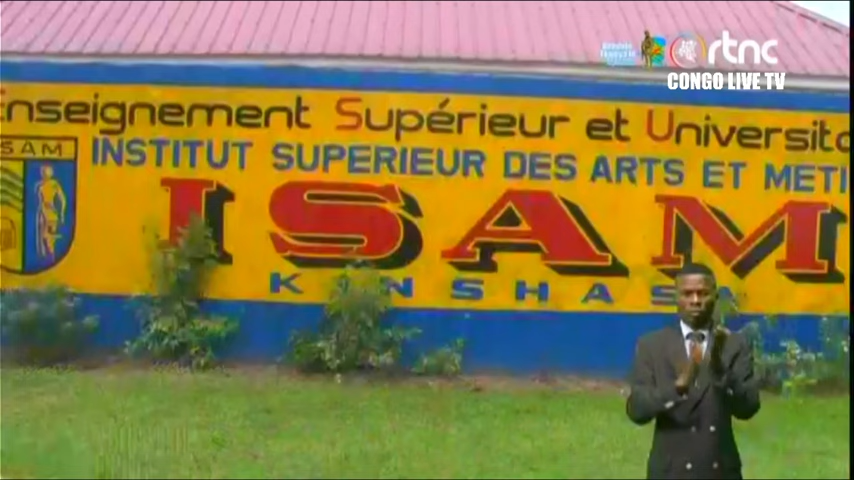 rtnc
CONGO LIVE TV
Enseignement Supérieur et Universita
ISAM
INSTITUT SUPERIEUR DES ARTS ET METI
ISAM
KINSHASA